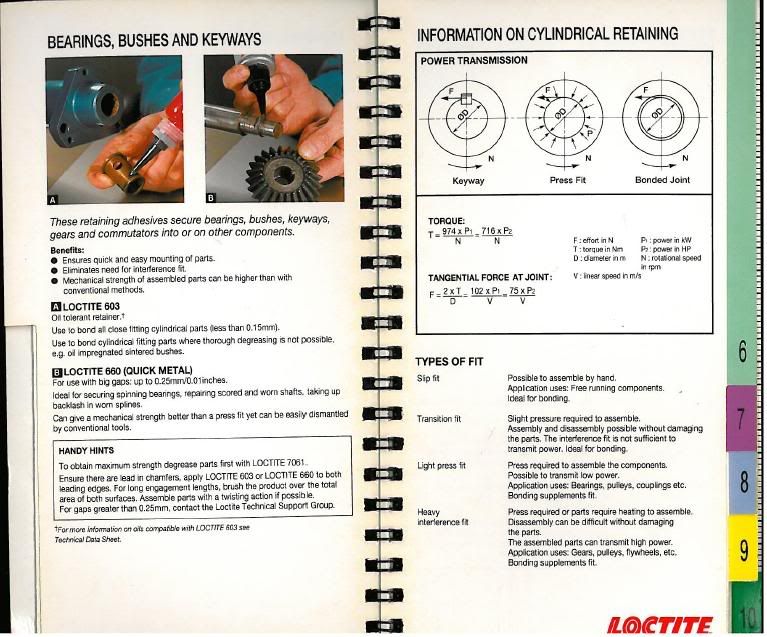 BEARINGS, BUSHES AND KEYWAYS
A
B
These retaining adhesives secure bearings, bushes, keyways,
gears and commutators into or on other components.
Benefits:
● Ensures quick and easy mounting of parts.
● Eliminates need for interference fit.
● Mechanical strength of assembled parts can be higher than with
conventional methods.
A LOCTITE 603
Oil tolerant retainer.†
Use to bond all close fitting cylindrical parts (less than 0.15mm).
Use to bond cylindrical fitting parts where thorough degreasing is not possible,
e.g. oil impregnated sintered bushes.
B LOCTITE 660 (QUICK METAL)
For use with big gaps: up to 0.25mm/0.01inches.
Ideal for securing spinning bearings, repairing scored and worn shafts, taking up
backlash in worn splines.
Can give a mechanical strength better than a press fit yet can be easily dismantled
by conventional tools.
HANDY HINTS
To obtain maximum strength degrease parts first with LOCTITE 7061.
Ensure there are lead in chamfers, apply LOCTITE 603 or LOCTITE 660 to both
leading edges. For long engagement lengths, brush the product over the total
area of both surfaces. Assemble parts with a twisting action if possible.
For gaps greater than 0.25mm, contact the Loctite Technical Support Group.
†For more information on oils compatible with LOCTITE 603 see
Technical Data Sheet.
INFORMATION ON CYLINDRICAL RETAINING
POWER TRANSMISSION
F
ØD
N
Keyway
F
ØD
P
N
Press Fit
F
ØD
N
Bonded Joint
TORQUE:
T = 974 x P1 / N = 716 x P2 / N
TANGENTIAL FORCE AT JOINT:
F = 2 x T / D = 102 x P1 / V = 75 x P2 / V
F : effort in N
T : torque in Nm
D : diameter in m
V : linear speed in m/s
P1 : power in kW
P2 : power in HP
N : rotational speed
in rpm
TYPES OF FIT
Slip fit
Possible to assemble by hand.
Application uses: Free running components.
Ideal for bonding.
Transition fit
Slight pressure required to assemble.
Assembly and disassembly possible without damaging
the parts. The interference fit is not sufficient to
transmit power. Ideal for bonding.
Light press fit
Press required to assemble the components.
Possible to transmit low power.
Application uses: Bearings, pulleys, couplings etc.
Bonding supplements fit.
Heavy
interference fit
Press required or parts require heating to assemble.
Disassembly can be difficult without damaging
the parts.
The assembled parts can transmit high power.
Application uses: Gears, pulleys, flywheels, etc.
Bonding supplements fit.
LOCTITE
6
7
8
9
10